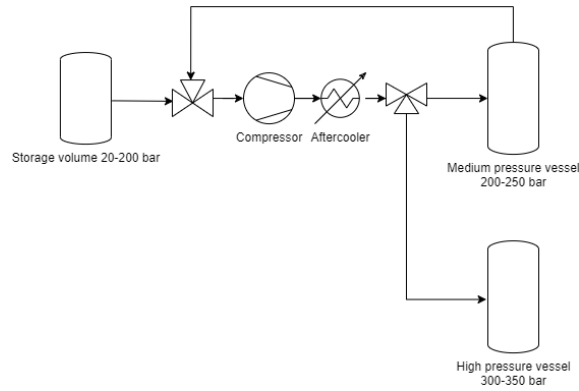 Compressor
Aftercooler
Storage volume 20-200 bar
Medium pressure vessel
200-250 bar
High pressure vessel
300-350 bar